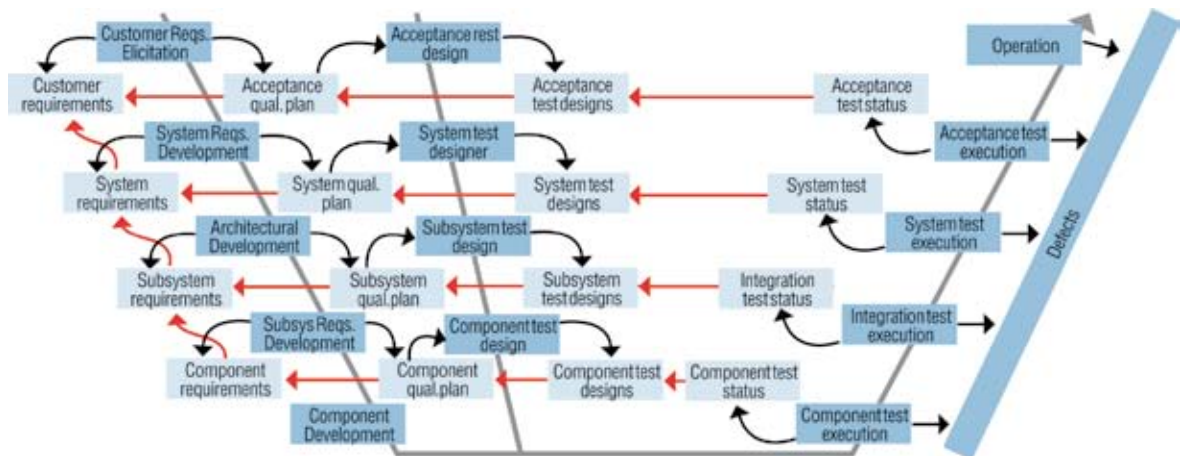 Customer Reqs.
Elicitation
Acceptance rest
design
Operation
Customer
requirements
Acceptance
qual. plan
Acceptance
test designs
Acceptance
test status
System Reqs.
Development
System test
designer
Acceptance test
execution
System
requirements
System qual.
plan
System test
designs
System test
status
Architectural
Development
Subsystem test
design
System test
execution
Defects
Subsystem
requirements
Subsystem
qual.plan
Subsystem
test designs
Integration
test status
Subsys Reqs.
Development
Component test
design
Integration test
execution
Component
requirements
Component
qual.plan
Component test
designs
Component test
status
Component
Development
Component test
execution